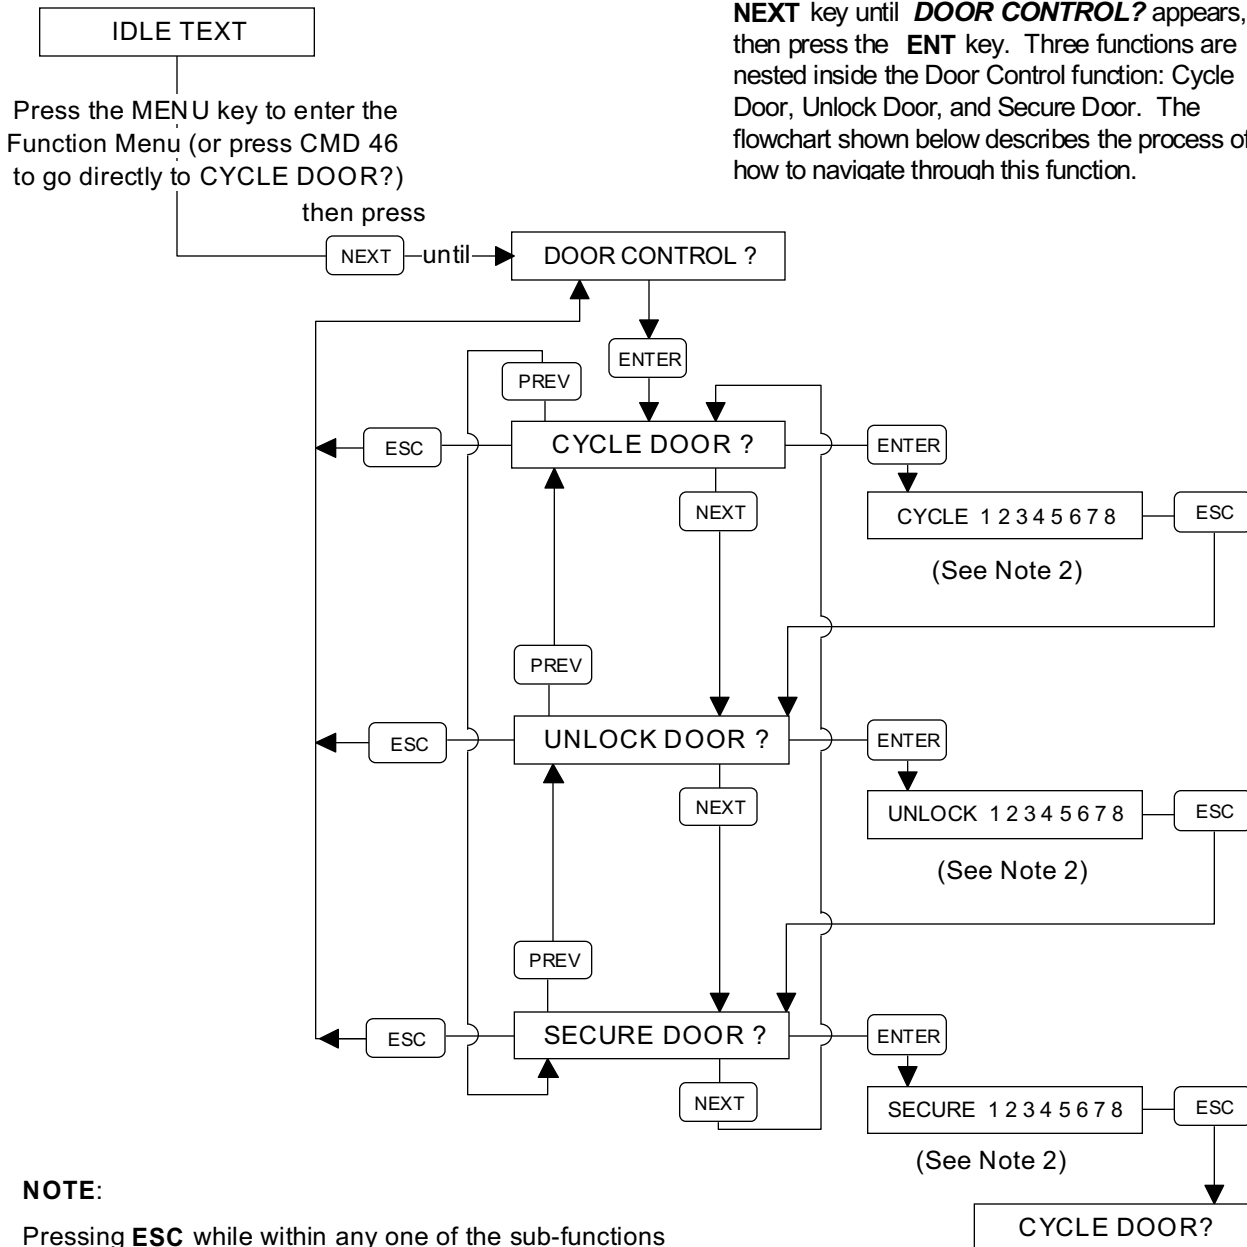 NEXT key until DOOR CONTROL? appears,
then press the ENT key. Three functions are
nested inside the Door Control function: Cycle
Door, Unlock Door, and Secure Door. The
flowchart shown below describes the process of
how to navigate through this function.
IDLE TEXT
Press the MENU key to enter the
Function Menu (or press CMD 46
to go directly to CYCLE DOOR?)
then press
NEXT until DOOR CONTROL ?
ENTER
PREV
ESC CYCLE DOOR ? ENTER
NEXT CYCLE 1 2 3 4 5 6 7 8 ESC
(See Note 2)
PREV
ESC UNLOCK DOOR ? ENTER
NEXT UNLOCK 1 2 3 4 5 6 7 8 ESC
(See Note 2)
PREV
ESC SECURE DOOR ? ENTER
NEXT SECURE 1 2 3 4 5 6 7 8 ESC
(See Note 2)
CYCLE DOOR?
NOTE:
Pressing ESC while within any one of the sub-functions